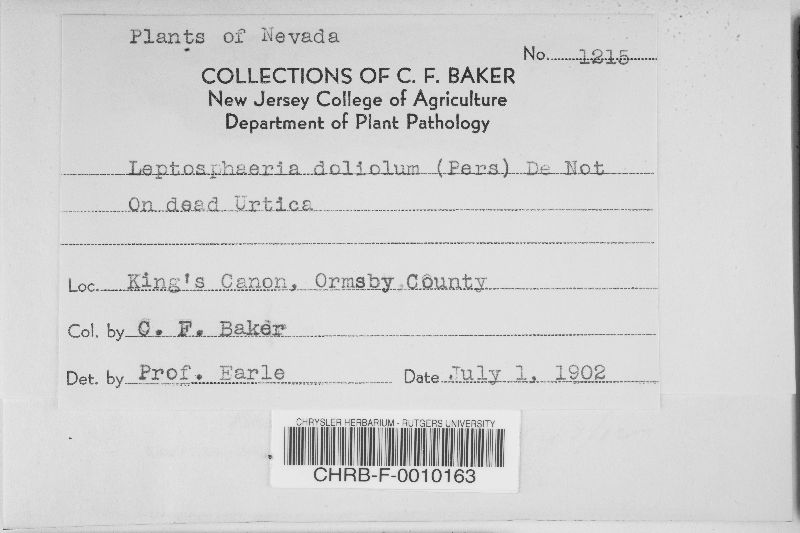 Plants of Nevada
No. 1215
COLLECTIONS OF C. F. BAKER
New Jersey College of Agriculture
Department of Plant Pathology
Leptosphaeria doliolum (Pers) De Not
On dead Urtica
Loc. King's Canon, Ormsby County
Col. by C. F. Baker
Det. by Prof. Earle Date July 1, 1902
CHRYSLER HERBARIUM - RUTGERS UNIVERSITY
CHRB-F-0010163